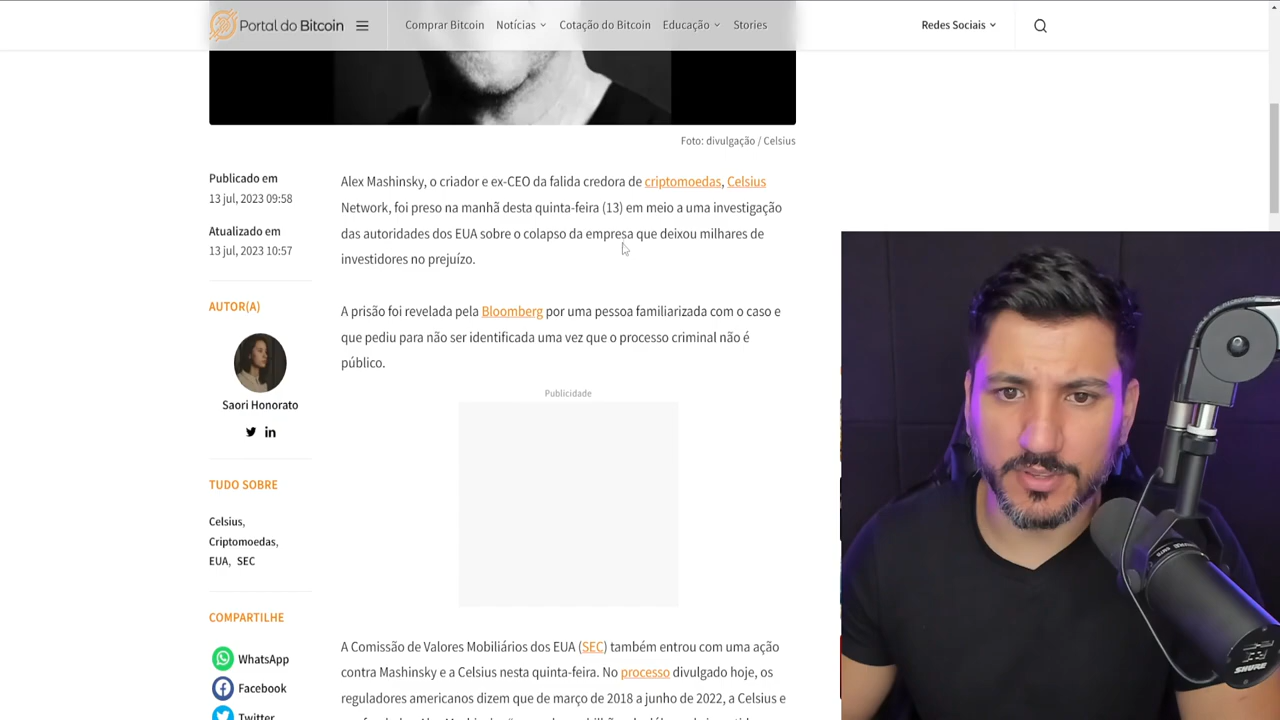 Portal do Bitcoin
Comprar Bitcoin Notícias Cotação do Bitcoin Educação Stories
Redes Sociais
Foto: divulgação / Celsius
Publicado em
13 jul, 2023 09:58
Atualizado em
13 jul, 2023 10:57
AUTOR(A)
Saori Honorato
TUDO SOBRE
Celsius,
Criptomoedas,
EUA, SEC
COMPARTILHE
WhatsApp
Facebook
Twitter
Alex Mashinsky, o criador e ex-CEO da falida credora de criptomoedas, Celsius
Network, foi preso na manhã desta quinta-feira (13) em meio a uma investigação
das autoridades dos EUA sobre o colapso da empresa que deixou milhares de
investidores no prejuízo.
A prisão foi revelada pela Bloomberg por uma pessoa familiarizada com o caso e
que pediu para não ser identificada uma vez que o processo criminal não é
público.
Publicidade
A Comissão de Valores Mobiliários dos EUA (SEC) também entrou com uma ação
contra Mashinsky e a Celsius nesta quinta-feira. No processo divulgado hoje, os
reguladores americanos dizem que de março de 2018 a junho de 2022, a Celsius e
SHURE